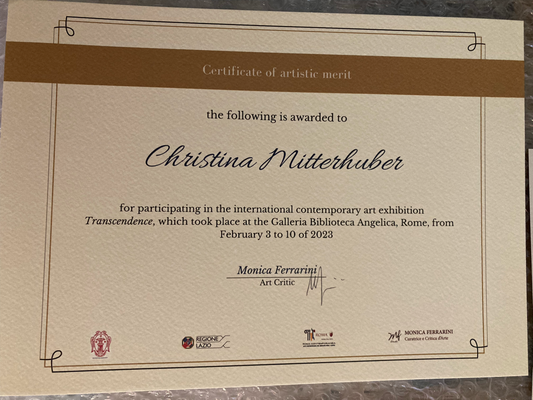 Certificate of artistic merit
the following is awarded to
Christina Mitterhuber
for participating in the international contemporary art exhibition
Transcendence, which took place at the Galleria Biblioteca Angelica, Rome, from
February 3 to 10 of 2023
Monica Ferrarini
Art Critic
REGIONE
LAZIO
ROMA
MONICA FERRARINI
Curatrice e Critica d'Arte